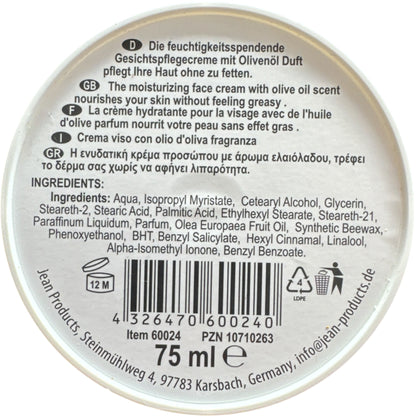 D Die feuchtigkeitsspendende
Gesichtspflegecreme mit Olivenöl Duft
pflegt Ihre Haut ohne zu fetten.
GB The moisturizing face cream with olive oil scent
nourishes your skin without feeling greasy .
F La crème hydratante pour la visage avec de l'huile
d'olive parfum nourrit votre peau sans effet gras .
I Crema viso con olio d'oliva fragranza
GR Η ενυδατική κρέμα προσώπου με άρωμα ελαιόλαδου, τρέφει
το δέρμα σας χωρίς να αφήνει λιπαρότητα.
INGREDIENTS:
Ingredients: Aqua, Isopropyl Myristate, Cetearyl Alcohol, Glycerin,
Steareth-2, Stearic Acid, Palmitic Acid, Ethylhexyl Stearate, Steareth-21,
Paraffinum Liquidum, Parfum, Olea Europaea Fruit Oil, Synthetic Beewax,
Phenoxyethanol, BHT, Benzyl Salicylate, Hexyl Cinnamal, Linalool,
Alpha-Isomethyl Ionone, Benzyl Benzoate.
12 M
4 326470 600240
4
LDPE
Item 60024 PZN 10710263
75 ml e
Jean Products, Steinmühlweg 4, 97783 Karsbach, Germany, info@jean-products.de